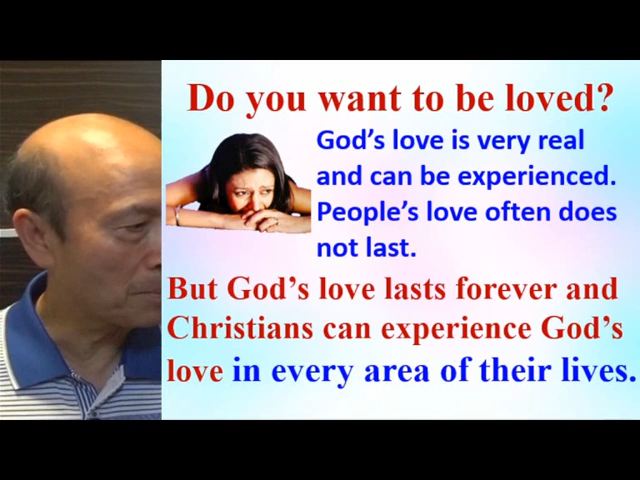 Do you want to be loved?
God's love is very real
and can be experienced.
People's love often does
not last.
But God's love lasts forever and
Christians can experience God's
love in every area of their lives.